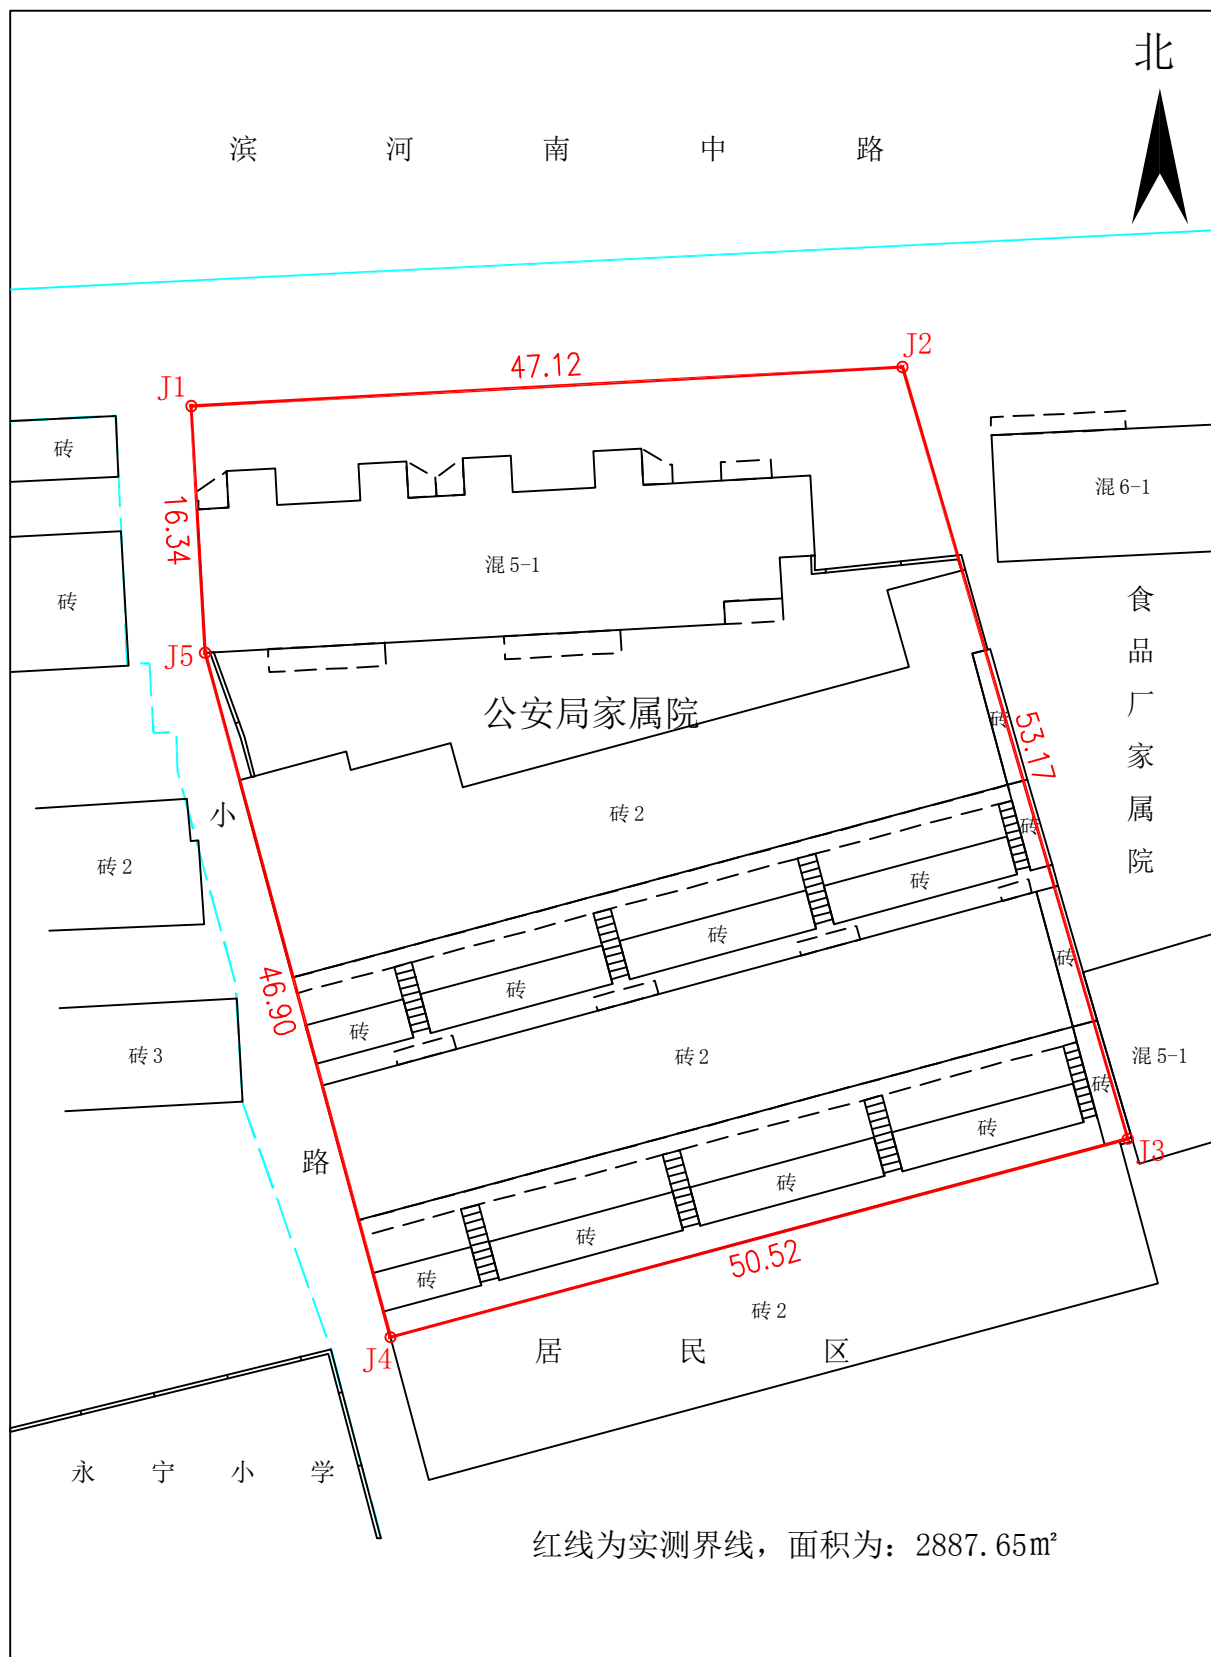 北
滨河南中路
J2
47.12
J1
砖
混6-1
16.34
混5-1
砖
食品厂家属院
J5
公安局家属院
砖
53.17
小
砖2
砖
砖2
砖
砖
砖
46.90
砖
砖
砖3
砖2
混5-1
砖
砖
J3
路
砖
砖
50.52
砖
砖2
J4
居民区
永宁小学
红线为实测界线，面积为：2887.65㎡